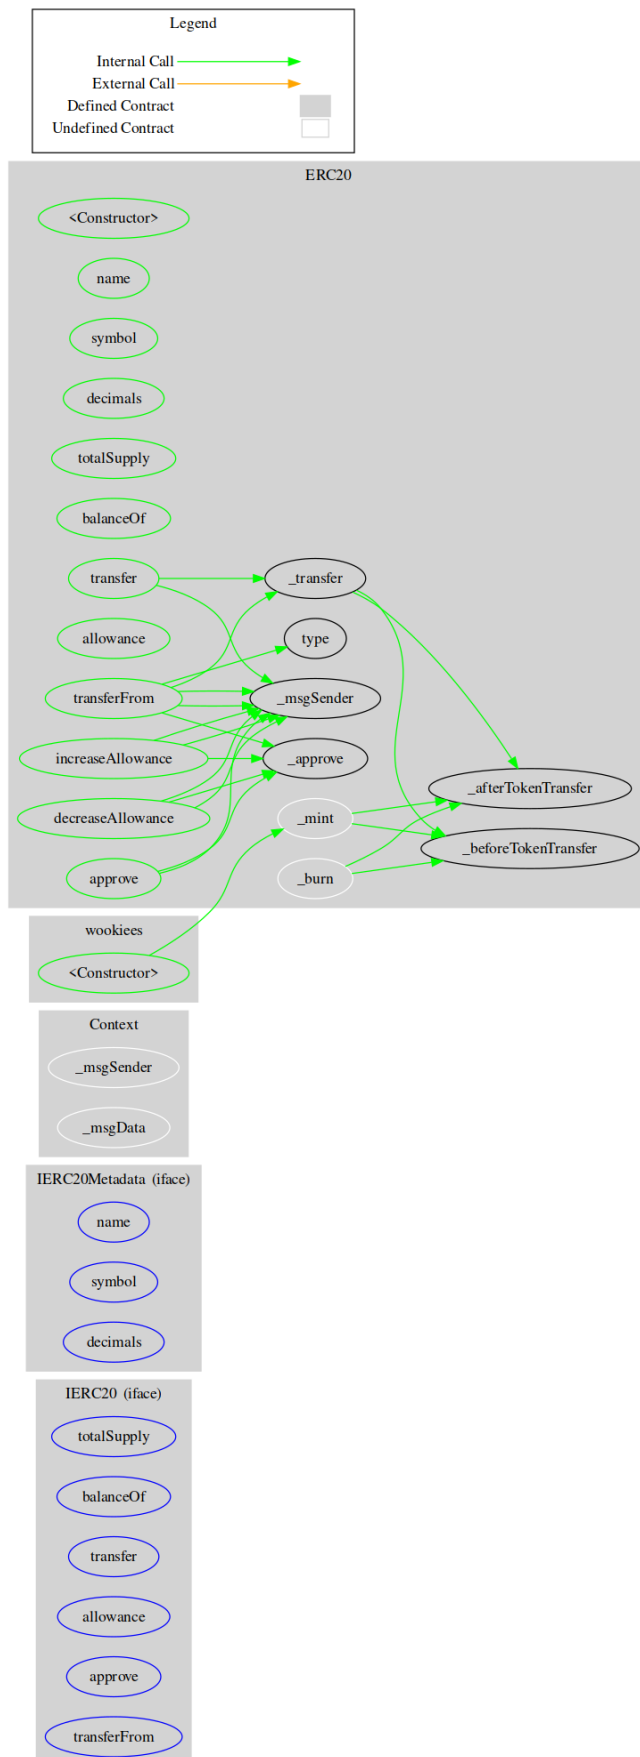 Legend
Internal Call
External Call
Defined Contract
Undefined Contract
ERC20
<Constructor>
name
symbol
decimals
totalSupply
balanceOf
transfer
_transfer
allowance
type
transferFrom
_msgSender
increaseAllowance
_approve
_afterTokenTransfer
decreaseAllowance
_mint
_beforeTokenTransfer
approve
_burn
wookiees
<Constructor>
Context
_msgSender
_msgData
IERC20Metadata (iface)
name
symbol
decimals
IERC20 (iface)
totalSupply
balanceOf
transfer
allowance
approve
transferFrom